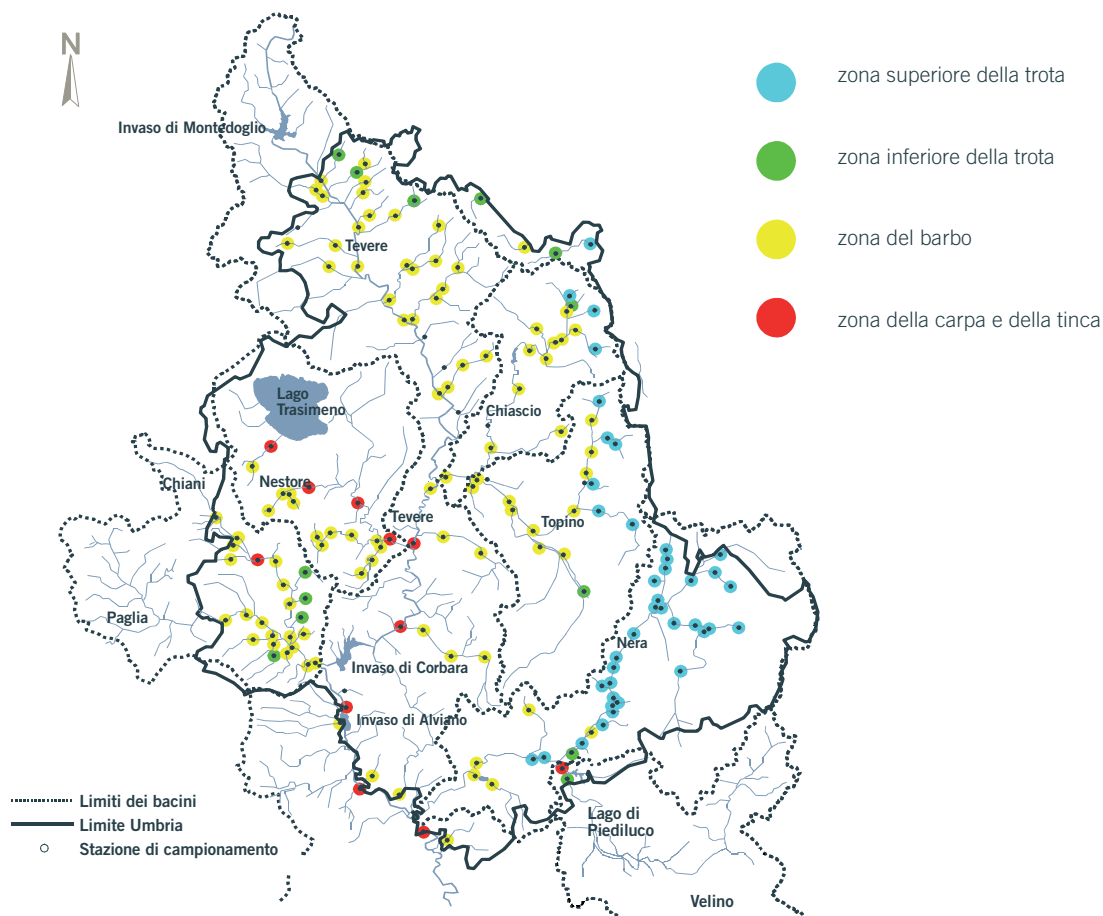 N
zona superiore della trota
Invaso di Montedoglio
zona inferiore della trota
zona del barbo
Tevere
zona della carpa e della tinca
Lago
Trasimeno
Chiascio
Chiani
Nestore
Tevere
Topino
Paglia
Nera
Invaso di Corbara
Invaso di Alviano
Limiti dei bacini
Limite Umbria
Stazione di campionamento
Lago di
Piediluco
Velino